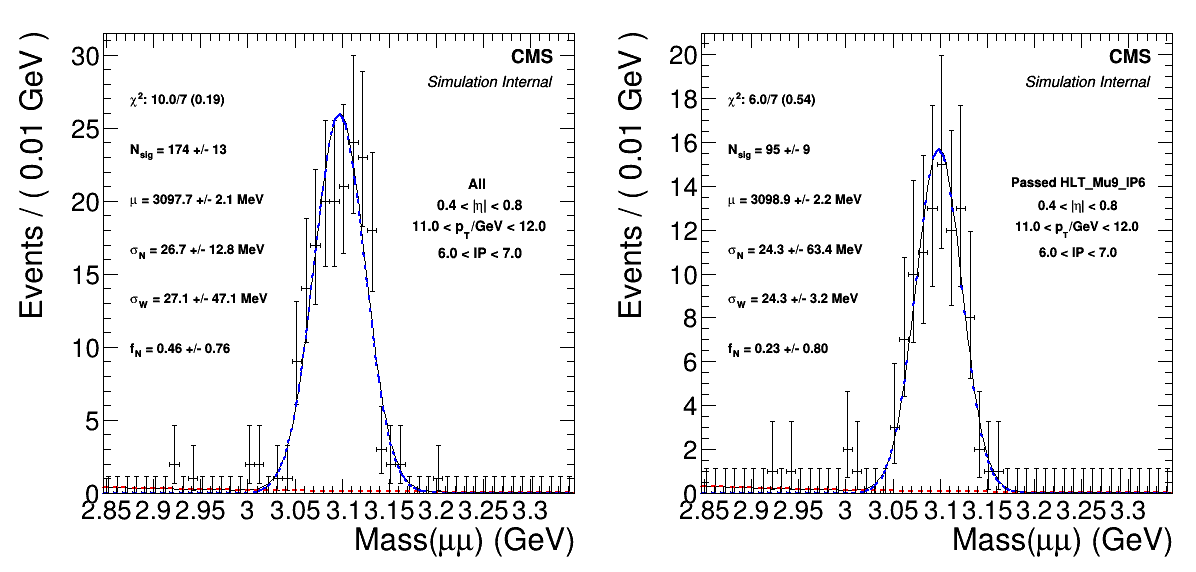 CMS
Simulation Internal
χ²: 10.0/7 (0.19)
N_sig = 174 +/- 13
μ = 3097.7 +/- 2.1 MeV
σ_N = 26.7 +/- 12.8 MeV
σ_W = 27.1 +/- 47.1 MeV
f_N = 0.46 +/- 0.76
All
0.4 < |η| < 0.8
11.0 < p_T/GeV < 12.0
6.0 < IP < 7.0
Events / ( 0.01 GeV )
30
25
20
15
10
5
0
2.85 2.9 2.95 3 3.05 3.1 3.15 3.2 3.25 3.3
Mass(μμ) (GeV)
CMS
Simulation Internal
χ²: 6.0/7 (0.54)
N_sig = 95 +/- 9
μ = 3098.9 +/- 2.2 MeV
σ_N = 24.3 +/- 63.4 MeV
σ_W = 24.3 +/- 3.2 MeV
f_N = 0.23 +/- 0.80
Passed HLT_Mu9_IP6
0.4 < |η| < 0.8
11.0 < p_T/GeV < 12.0
6.0 < IP < 7.0
Events / ( 0.01 GeV )
20
18
16
14
12
10
8
6
4
2
0
2.85 2.9 2.95 3 3.05 3.1 3.15 3.2 3.25 3.3
Mass(μμ) (GeV)